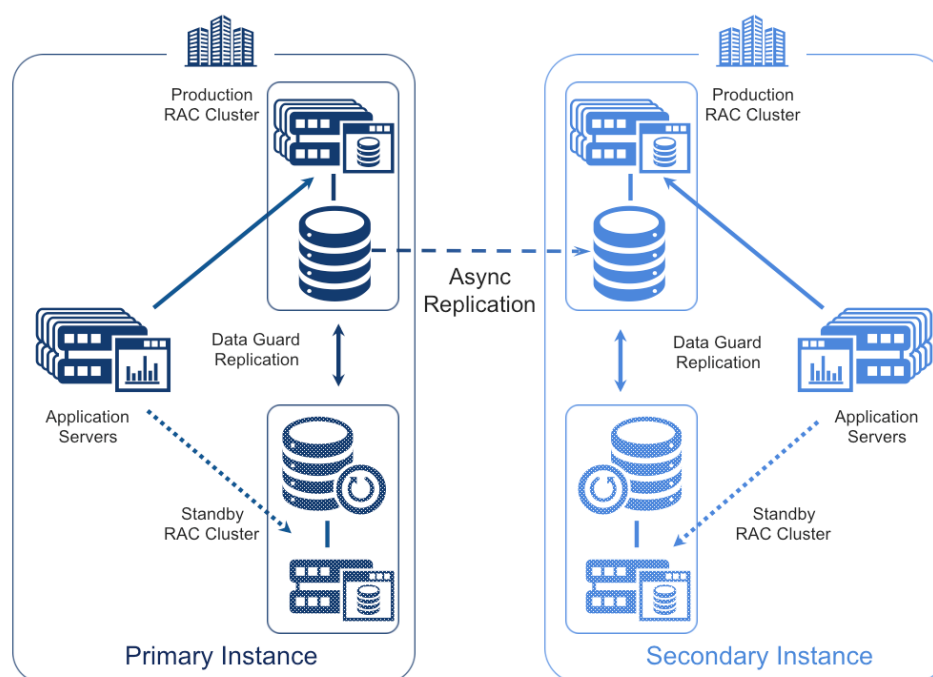 Production
RAC Cluster
Production
RAC Cluster
Async
Replication
Data Guard
Replication
Data Guard
Replication
Application
Servers
Application
Servers
Standby
RAC Cluster
Standby
RAC Cluster
Primary Instance
Secondary Instance